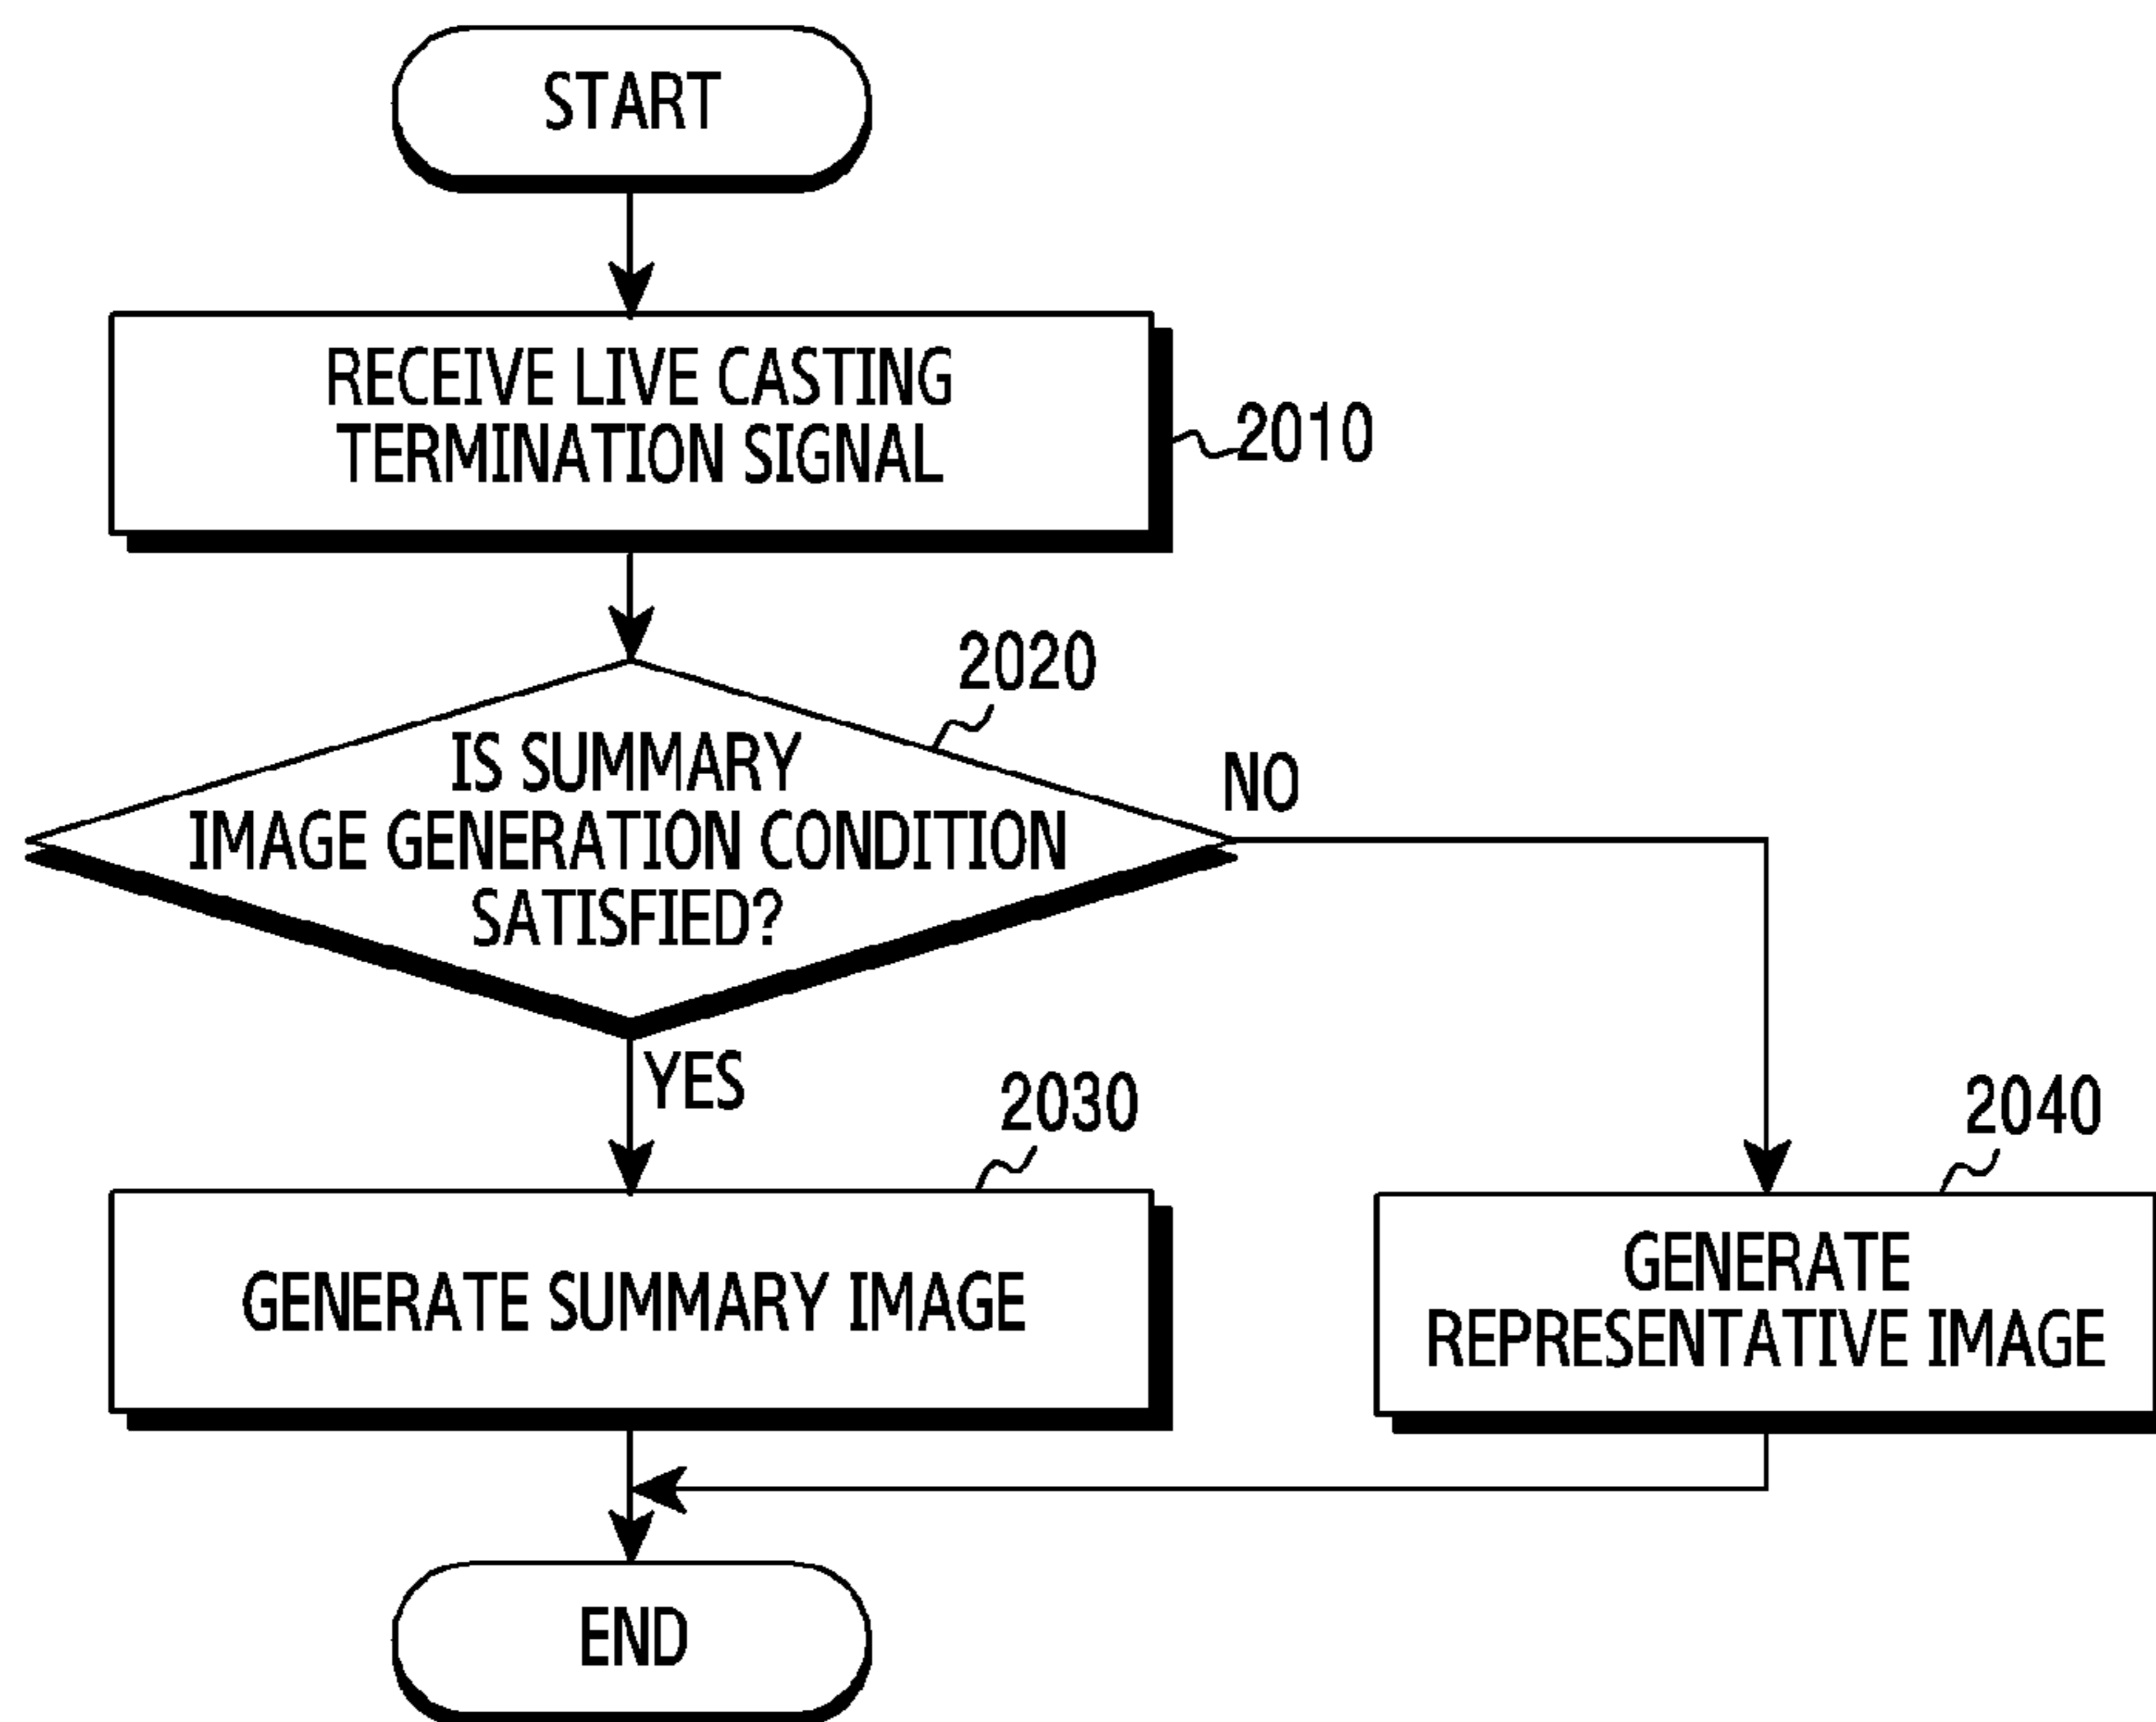 START
RECEIVE LIVE CASTING
TERMINATION SIGNAL
2010
2020
IS SUMMARY
IMAGE GENERATION CONDITION
SATISFIED?
NO
YES
2030
GENERATE SUMMARY IMAGE
2040
GENERATE
REPRESENTATIVE IMAGE
END